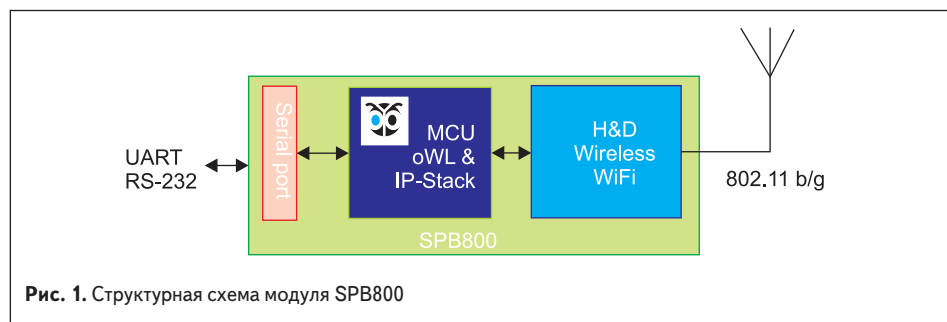 UART
RS-232
Serial port
MCU
oWL &
IP-Stack
H&D
Wireless
WiFi
802.11 b/g
SPB800
Рис. 1. Структурная схема модуля SPB800